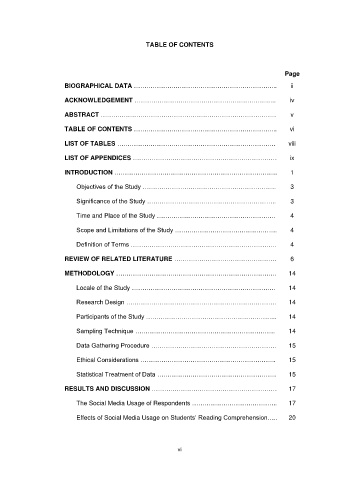 TABLE OF CONTENTS
Page
BIOGRAPHICAL DATA ........................................................................ ii
ACKNOWLEDGEMENT ........................................................................ iv
ABSTRACT ........................................................................ v
TABLE OF CONTENTS ........................................................................ vi
LIST OF TABLES ........................................................................ viii
LIST OF APPENDICES ........................................................................ ix
INTRODUCTION ........................................................................ 1
Objectives of the Study ................................................................ 3
Significance of the Study ................................................................ 3
Time and Place of the Study ................................................................ 4
Scope and Limitations of the Study ..................................................... 4
Definition of Terms ................................................................ 4
REVIEW OF RELATED LITERATURE ..................................................... 6
METHODOLOGY ........................................................................ 14
Locale of the Study ................................................................ 14
Research Design ................................................................ 14
Participants of the Study ................................................................ 14
Sampling Technique ................................................................ 14
Data Gathering Procedure ................................................................ 15
Ethical Considerations ................................................................ 15
Statistical Treatment of Data ............................................................ 15
RESULTS AND DISCUSSION ................................................................ 17
The Social Media Usage of Respondents ............................................. 17
Effects of Social Media Usage on Students' Reading Comprehension..... 20
vi